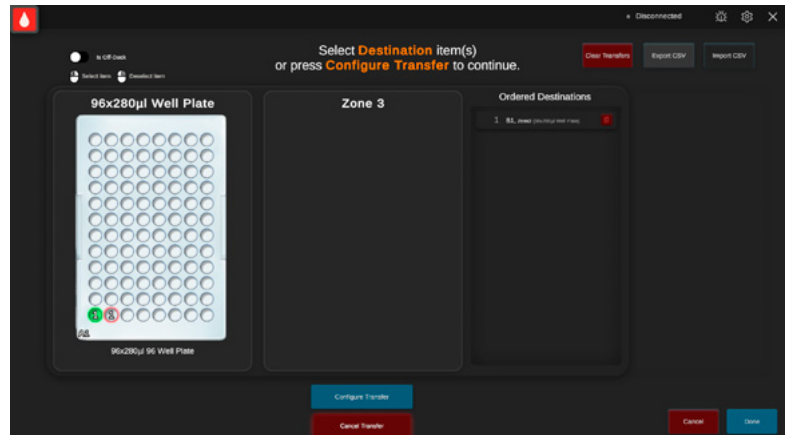 Disconnected
Is Off-Deck
Select Item Deselect Item
Select Destination item(s)
or press Configure Transfer to continue.
Clear Transfers
Export CSV
Import CSV
96x280µl Well Plate
A1
96x280µl 96 Well Plate
Zone 3
Ordered Destinations
1 B1,
Configure Transfer
Cancel Transfer
Cancel
Done